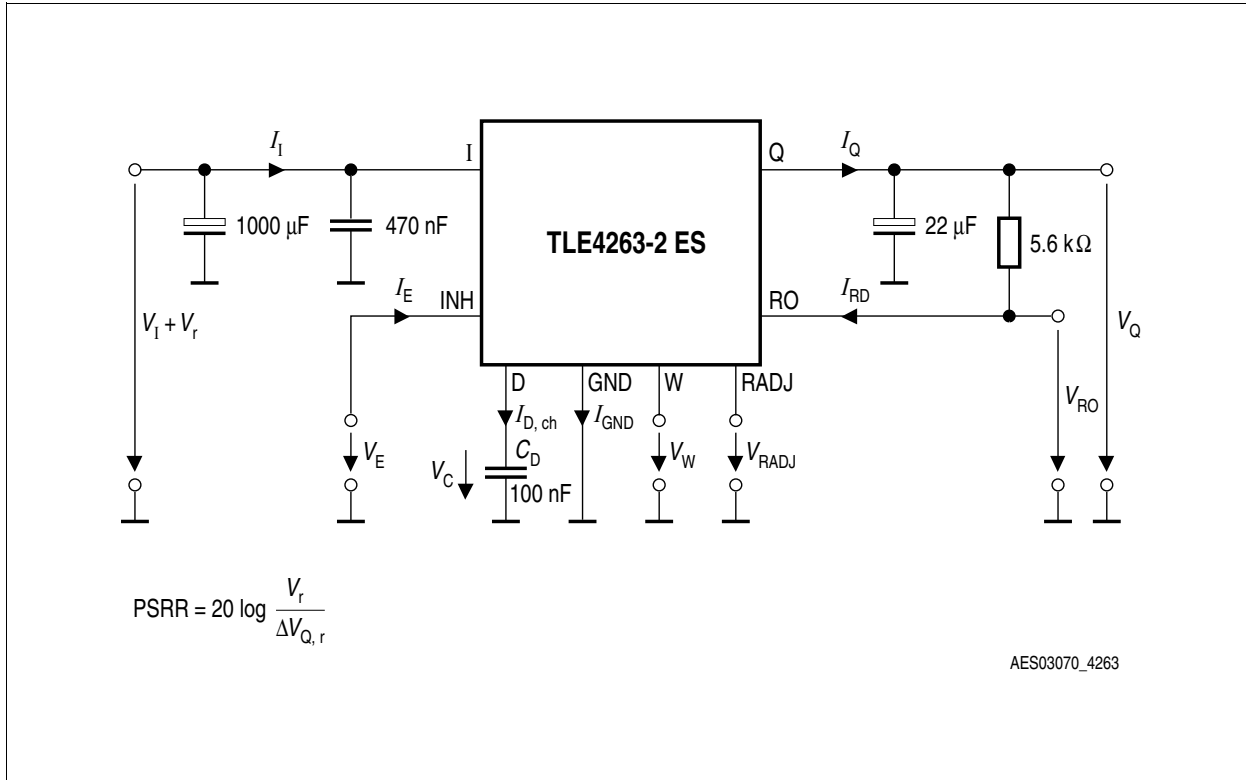 I_I
I
Q
I_Q
1000 µF
470 nF
TLE4263-2 ES
22 µF
5.6 kΩ
I_E
INH
RO
I_RD
V_I + V_r
V_Q
D
GND
W
RADJ
V_RO
I_D, ch
I_GND
V_E
V_C
C_D
100 nF
V_W
V_RADJ
PSRR = 20 log V_r / ΔV_Q, r
AES03070_4263